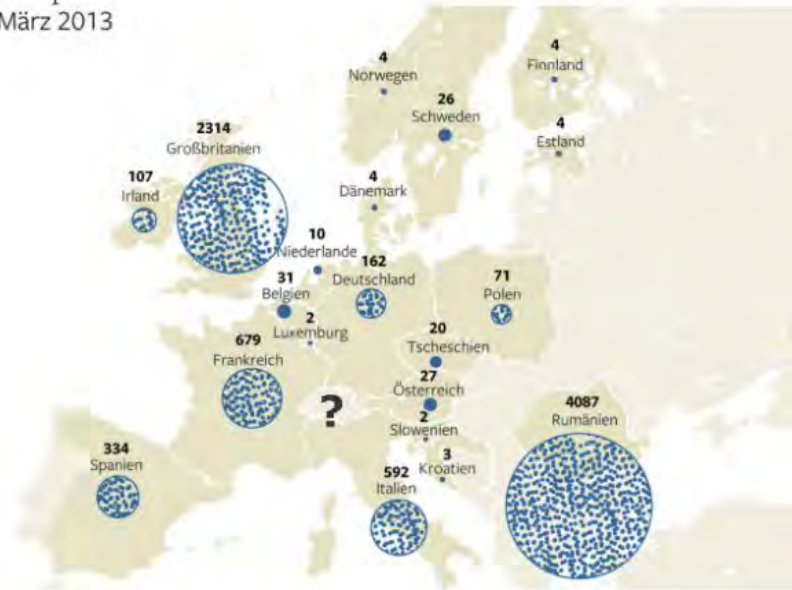 März 2013
4
Norwegen
4
Finnland
26
Schweden
4
Estland
2314
Großbritanien
107
Irland
4
Dänemark
10
Niederlande
162
Deutschland
31
Belgien
71
Polen
2
Luxemburg
679
Frankreich
20
Tscheschien
27
Österreich
?
2
Slowenien
4087
Rumänien
334
Spanien
3
Kroatien
592
Italien